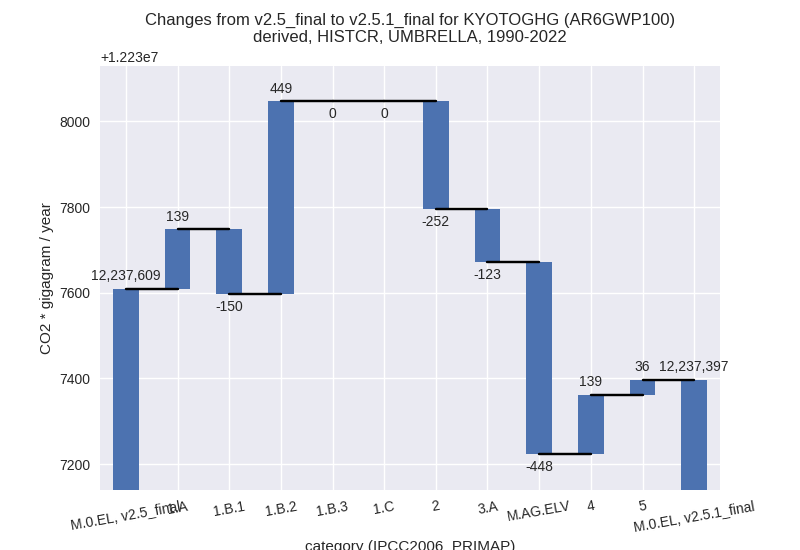 Changes from v2.5_final to v2.5.1_final for KYOTOGHG (AR6GWP100)
derived, HISTCR, UMBRELLA, 1990-2022
+1.223e7
CO2 * gigagram / year
8000
7800
7600
7400
7200
12,237,609
139
-150
449
0
0
-252
-123
-448
139
36
12,237,397
M.0.EL, v2.5_final
1.A
1.B.1
1.B.2
1.B.3
1.C
2
3.A
M.AG.ELV
4
5
M.0.EL, v2.5.1_final
category (IPCC2006_PRIMAP)